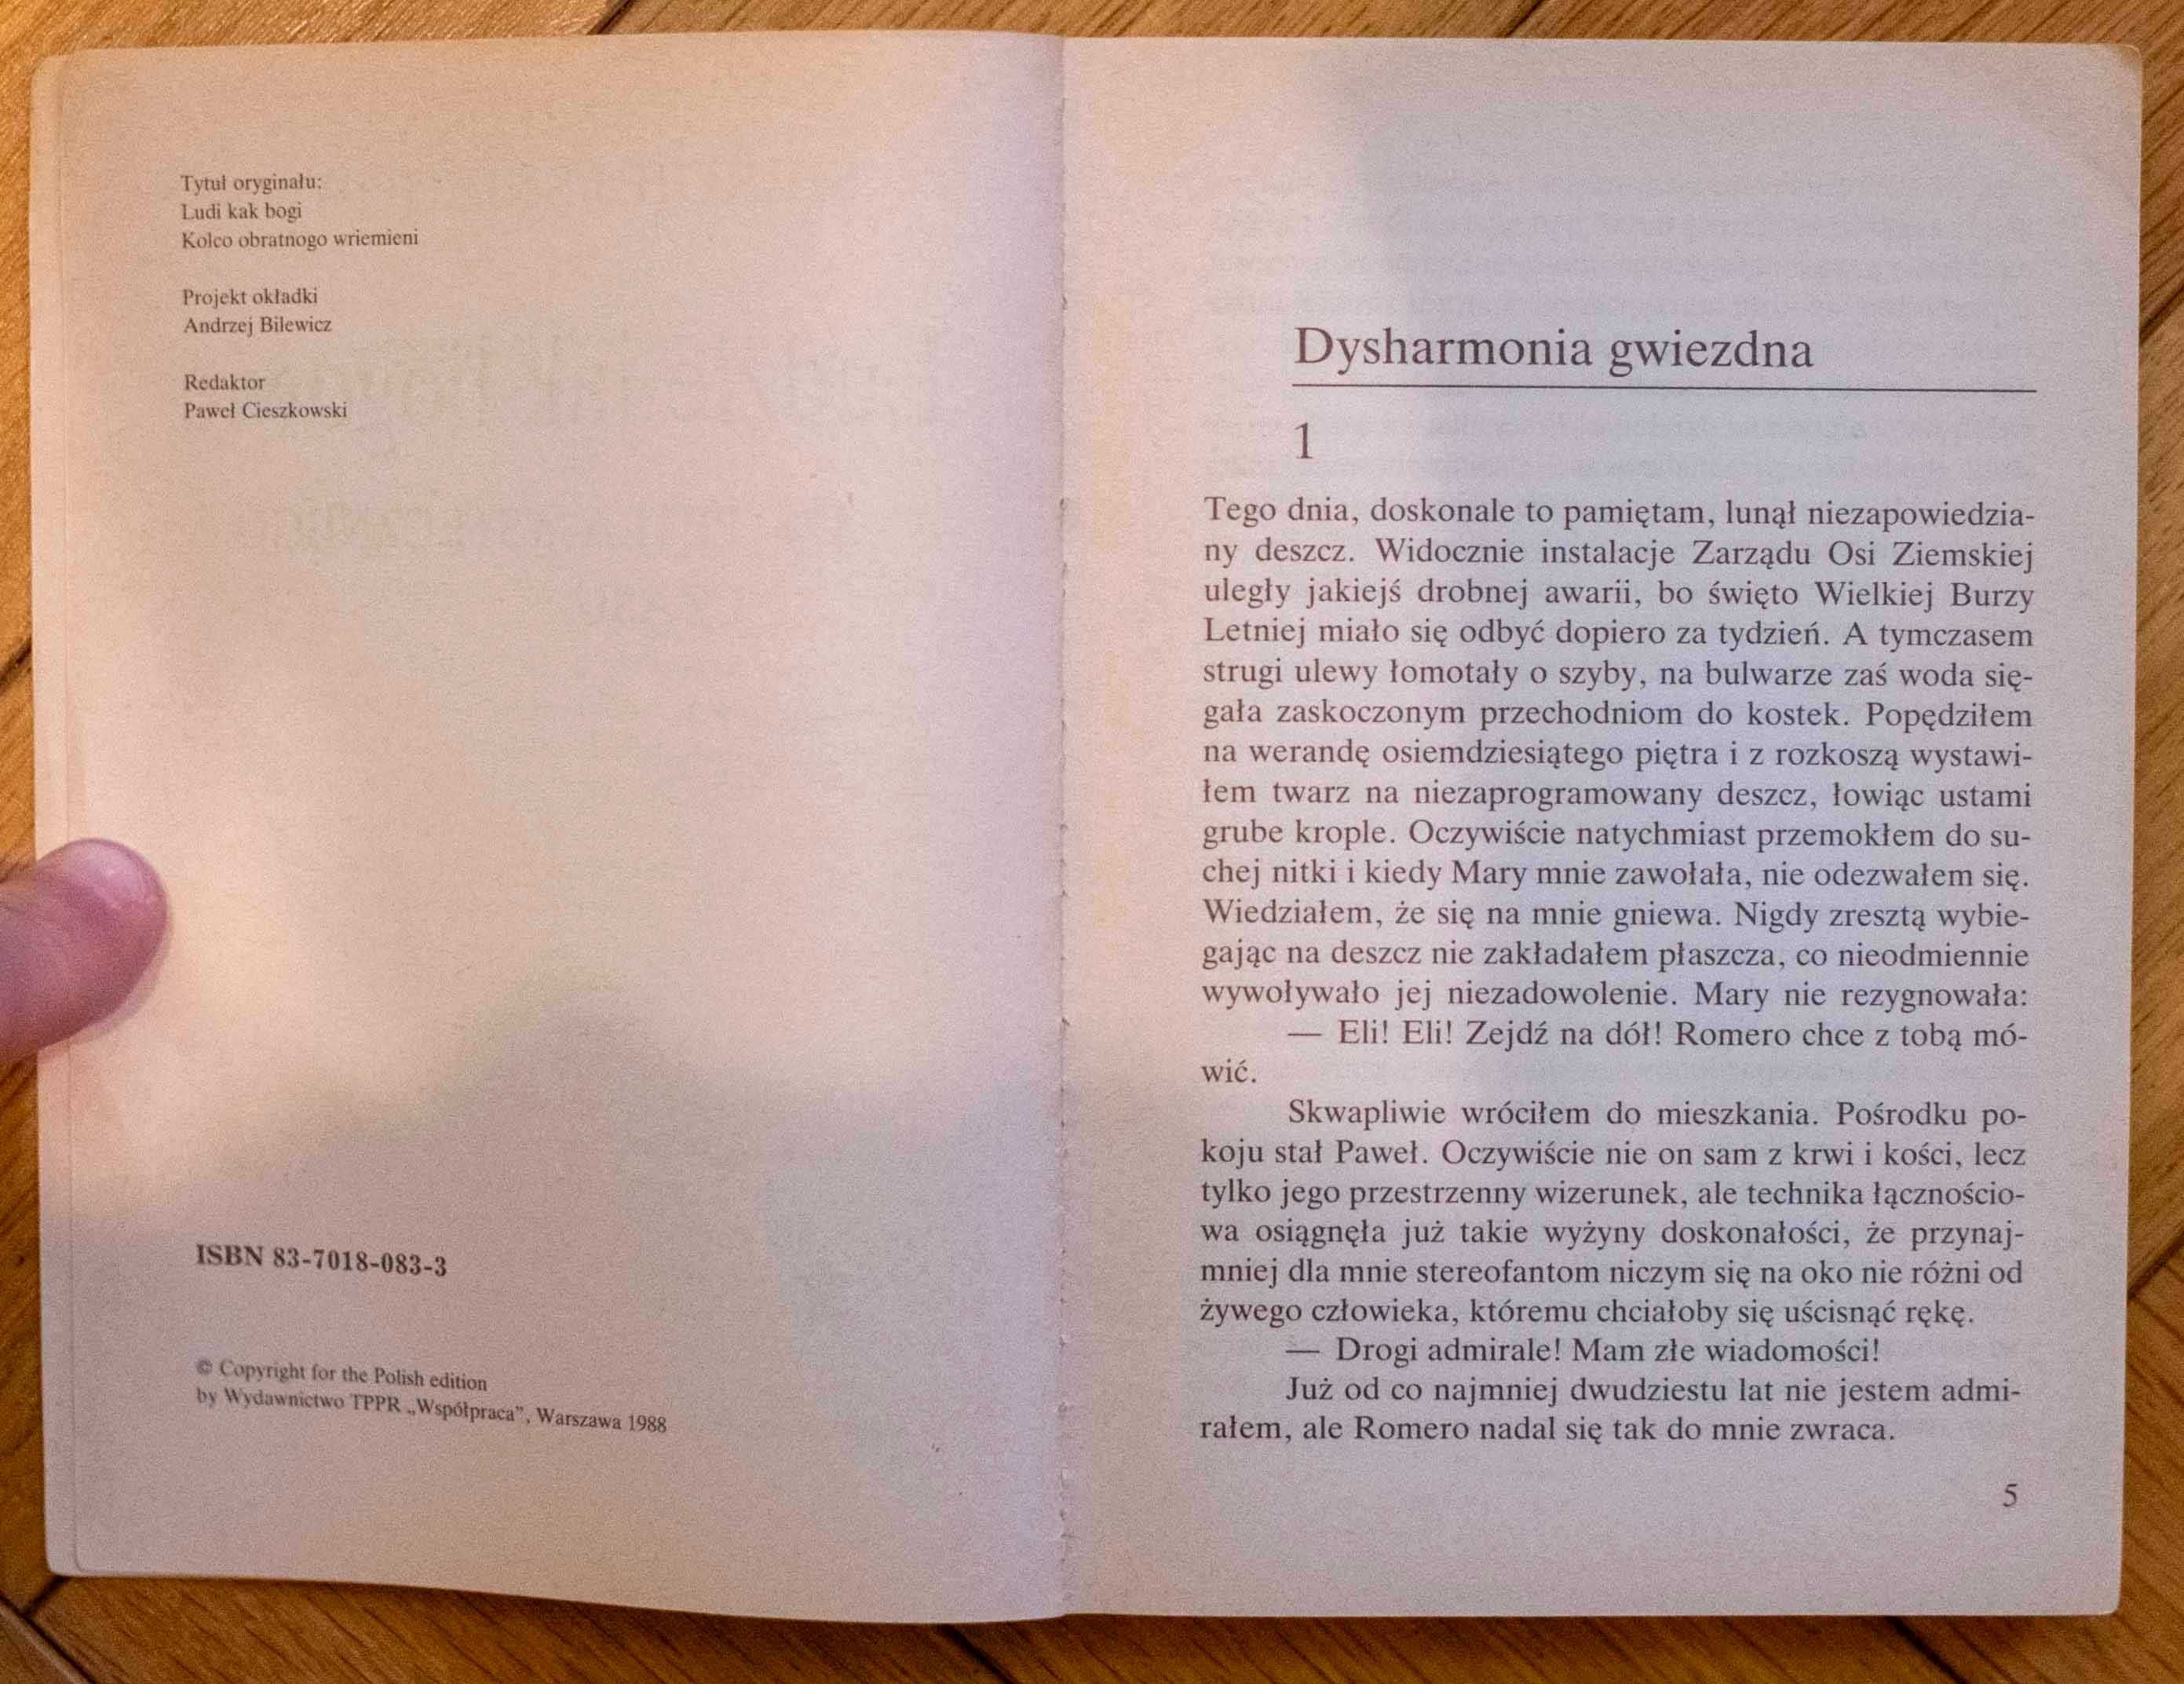 Tytuł oryginału:
Ludi kak bogi
Kolco obratnogo wriemieni
Projekt okładki
Andrzej Bilewicz
Redaktor
Paweł Cieszkowski
ISBN 83-7018-083-3
© Copyright for the Polish edition
by Wydawnictwo TPPR „Współpraca”, Warszawa 1988
Dysharmonia gwiezdna
1
Tego dnia, doskonale to pamiętam, lunął niezapowiedzia-
ny deszcz. Widocznie instalacje Zarządu Osi Ziemskiej
uległy jakiejś drobnej awarii, bo święto Wielkiej Burzy
Letniej miało się odbyć dopiero za tydzień. A tymczasem
strugi ulewy łomotały o szyby, na bulwarze zaś woda się-
gała zaskoczonym przechodniom do kostek. Popędziłem
na werandę osiemdziesiątego piętra i z rozkoszą wystawi-
łem twarz na niezaprogramowany deszcz, łowiąc ustami
grube krople. Oczywiście natychmiast przemokłem do su-
chej nitki i kiedy Mary mnie zawołała, nie odezwałem się.
Wiedziałem, że się na mnie gniewa. Nigdy zresztą wybie-
gając na deszcz nie zakładałem płaszcza, co nieodmiennie
wywoływało jej niezadowolenie. Mary nie rezygnowała:
— Eli! Eli! Zejdź na dół! Romero chce z tobą mó-
wić.
Skwapliwie wróciłem do mieszkania. Pośrodku po-
koju stał Paweł. Oczywiście nie on sam z krwi i kości, lecz
tylko jego przestrzenny wizerunek, ale technika łącznościo-
wa osiągnęła już takie wyżyny doskonałości, że przynaj-
mniej dla mnie stereofantom niczym się na oko nie różni od
żywego człowieka, któremu chciałoby się uścisnąć rękę.
— Drogi admirale! Mam złe wiadomości!
Już od co najmniej dwudziestu lat nie jestem admi-
rałem, ale Romero nadal się tak do mnie zwraca.
5